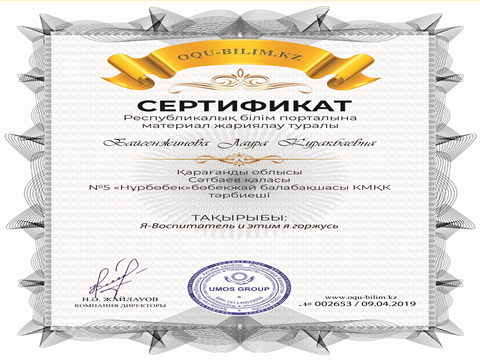 OQU-BILIM.KZ
СЕРТИФИКАТ
Республикалық білім порталына
материал жариялау туралы
Байсенжинова Лаура Куракбаевна
Қарағанды облысы
Сәтбаев қаласы
№5 «Нұрбөбек»бөбекжай балабақшасы КМҚК
тәрбиеші
ТАҚЫРЫБЫ:
Я-Воспитатель и этим я горжусь
Н.Ә. ЖАЙЛАУОВ
КОМПАНИЯ ДИРЕКТОРЫ
UMOS GROUP
www.oqu-bilim.kz
№ 002653 / 09.04.2019